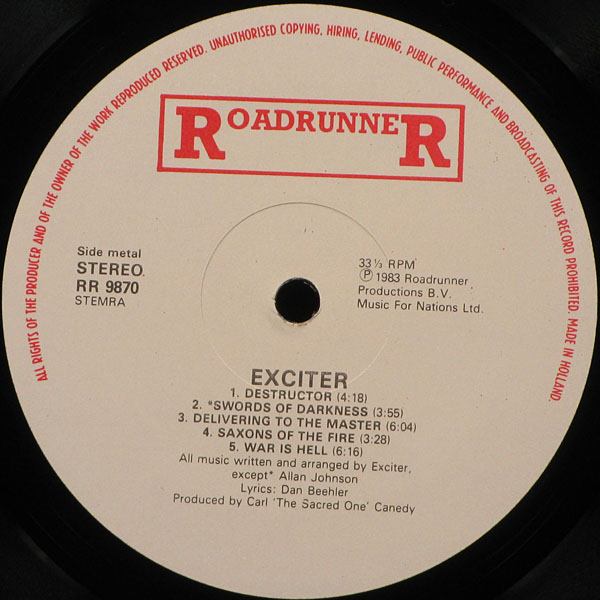 ALL RIGHTS OF THE PRODUCER AND OF THE OWNER OF THE WORK REPRODUCED RESERVED. UNAUTHORISED COPYING, HIRING, LENDING, PUBLIC PERFORMANCE AND BROADCASTING OF THIS RECORD PROHIBITED. MADE IN HOLLAND.
ROADRUNNER
Side metal
STEREO
RR 9870
STEMRA
33⅓ RPM
Ⓟ 1983 Roadrunner
Productions B.V.
Music For Nations Ltd.
EXCITER
1. DESTRUCTOR (4:18)
2. *SWORDS OF DARKNESS (3:55)
3. DELIVERING TO THE MASTER (6:04)
4. SAXONS OF THE FIRE (3:28)
5. WAR IS HELL (6:16)
All music written and arranged by Exciter,
except* Allan Johnson
Lyrics: Dan Beehler
Produced by Carl 'The Sacred One' Canedy